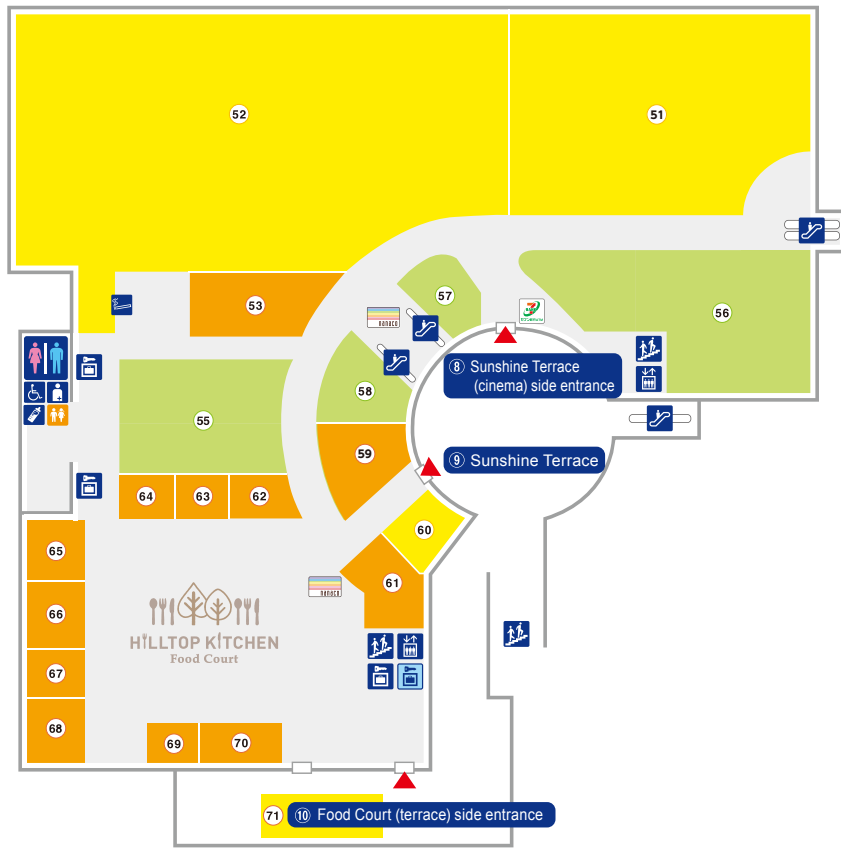 52
51
53
57
56
nanaco
⑧ Sunshine Terrace
(cinema) side entrance
58
55
59
⑨ Sunshine Terrace
64
63
62
60
65
61
nanaco
66
HILLTOP KITCHEN
Food Court
67
68
69
70
71
⑩ Food Court (terrace) side entrance